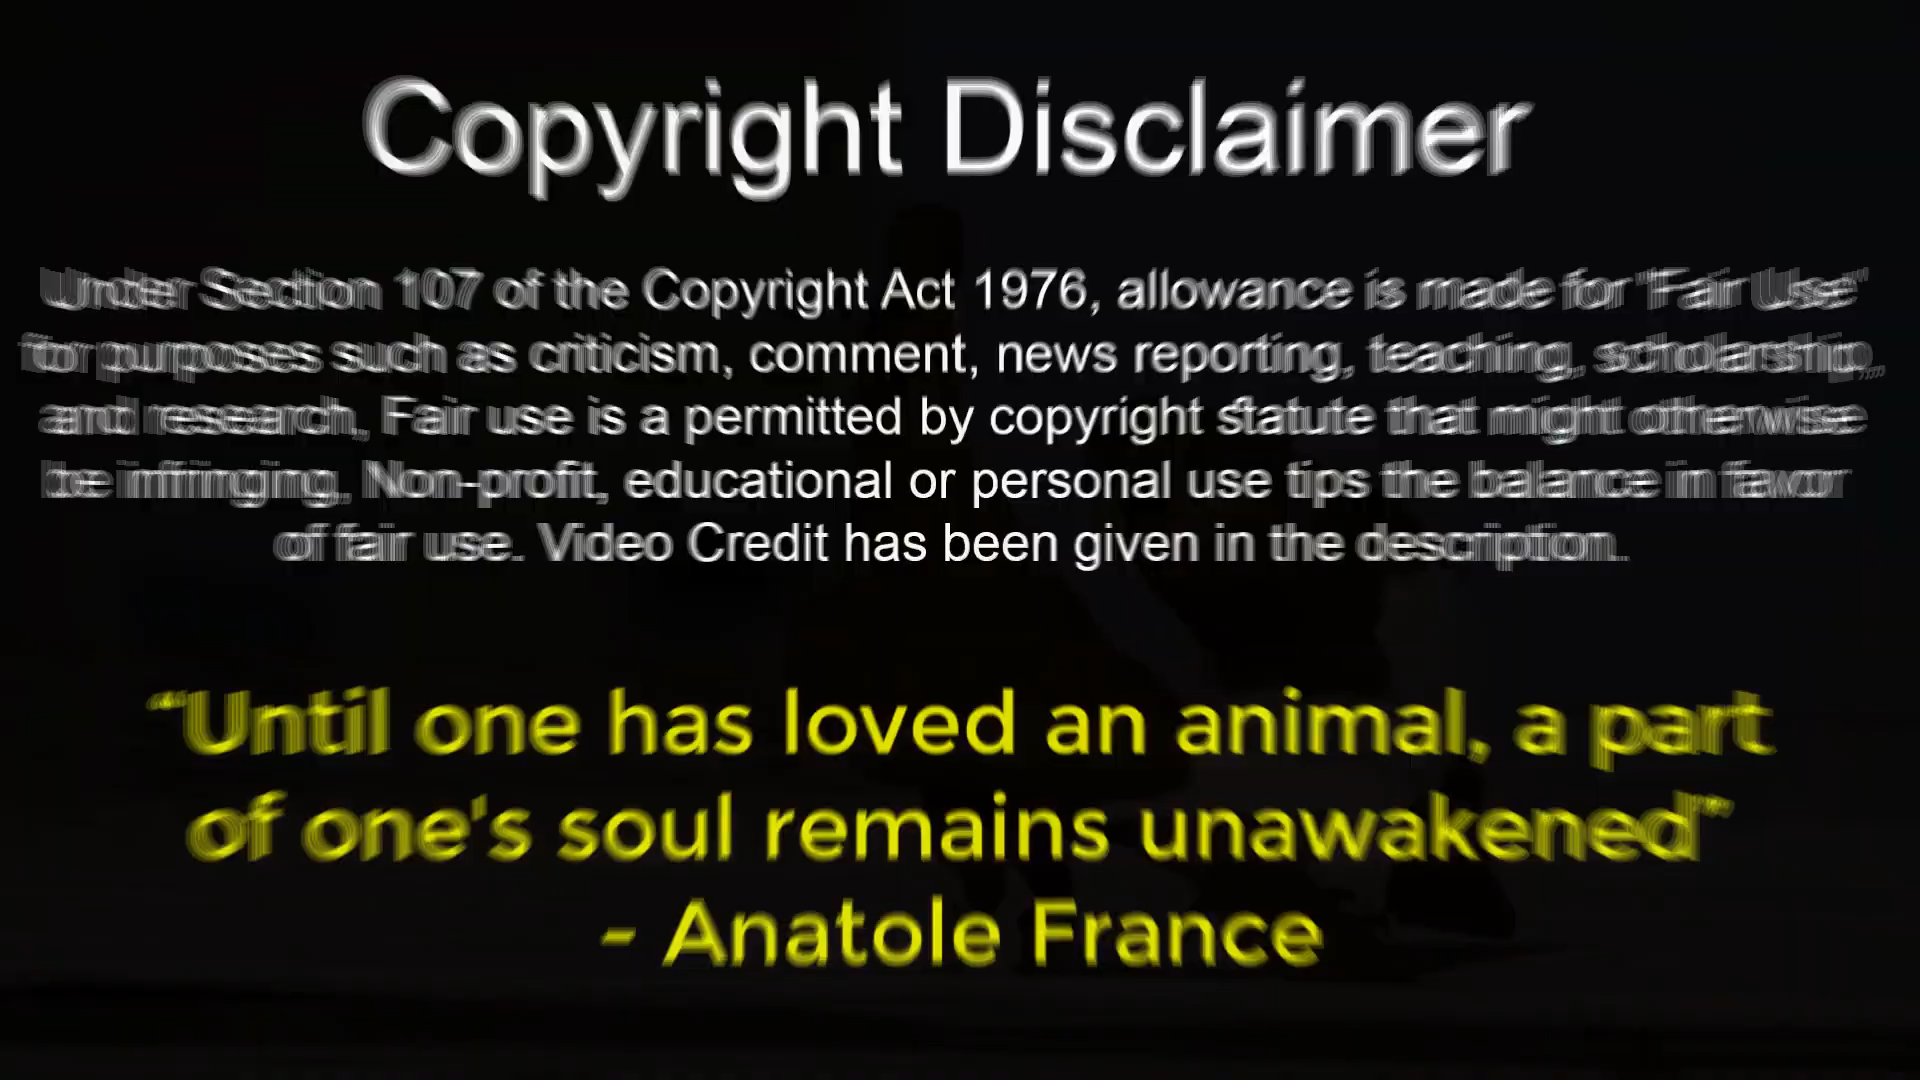 Copyright Disclaimer
Under Section 107 of the Copyright Act 1976, allowance is made for "Fair Use"
for purposes such as criticism, comment, news reporting, teaching, scholarship,
and research, Fair use is a permitted by copyright statute that might otherwise
be infringing, Non-profit, educational or personal use tips the balance in favor
of fair use. Video Credit has been given in the description.
“Until one has loved an animal, a part
of one's soul remains unawakened”
- Anatole France